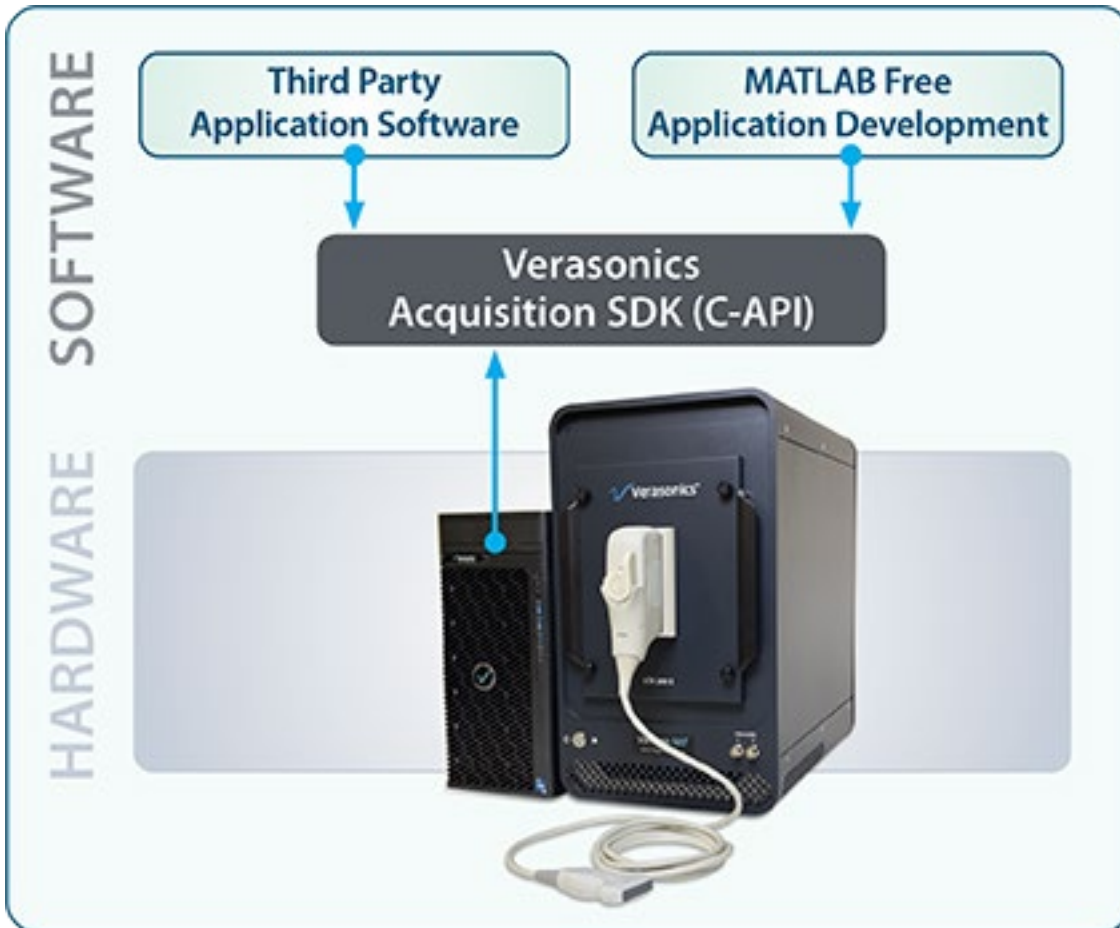 SOFTWARE
Third Party
Application Software
MATLAB Free
Application Development
Verasonics
Acquisition SDK (C-API)
HARDWARE
Verasonics®